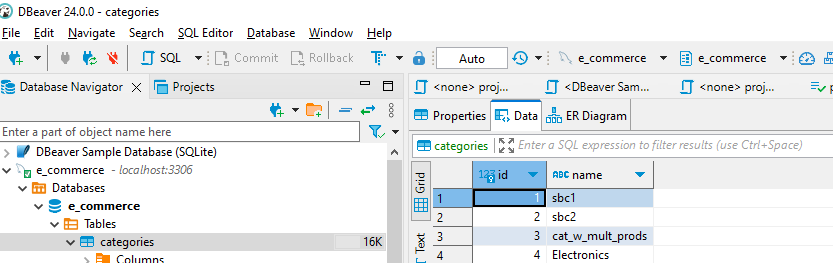 DBeaver 24.0.0 - categories
File Edit Navigate Search SQL Editor Database Window Help
SQL Commit Rollback T Auto e_commerce e_commerce
Database Navigator Projects
Enter a part of object name here
DBeaver Sample Database (SQLite)
e_commerce - localhost:3306
Databases
e_commerce
Tables
categories 16K
Columns
<none> proj... <DBeaver Sam... <none> proj... p
Properties Data ER Diagram
categories Enter a SQL expression to filter results (use Ctrl+Space)
Grid
Text
123 id ABC name
1 1 sbc1
2 2 sbc2
3 3 cat_w_mult_prods
4 4 Electronics